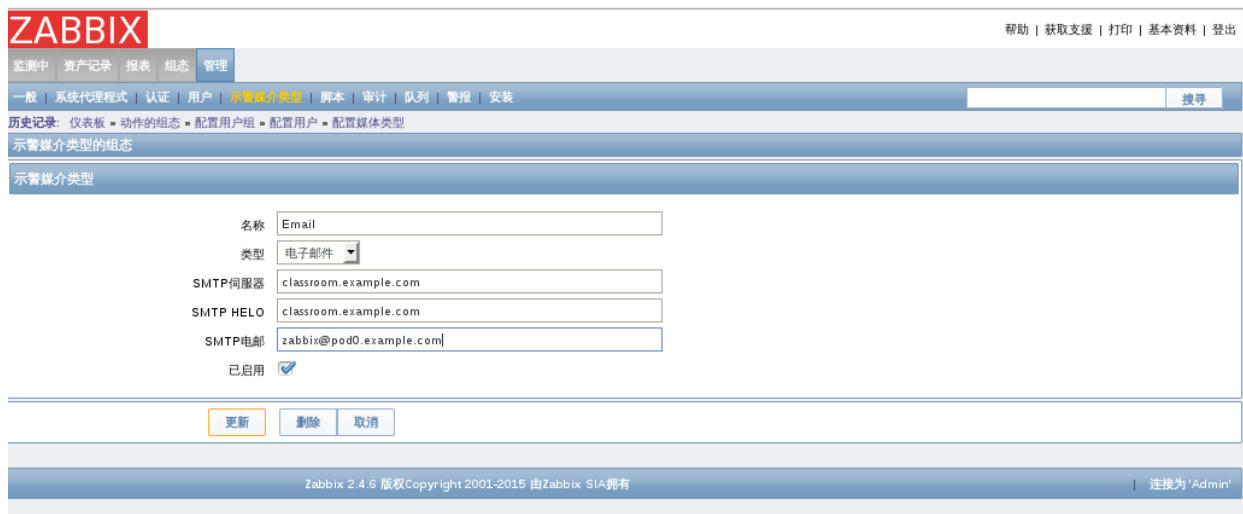 ZABBIX
帮助 | 获取支援 | 打印 | 基本资料 | 登出
监测中 资产记录 报表 组态 管理
一般 | 系统代理程式 | 认证 | 用户 | 示警媒介类型 | 脚本 | 审计 | 队列 | 警报 | 安装 搜寻
历史记录: 仪表板 » 动作的组态 » 配置用户组 » 配置用户 » 配置媒体类型
示警媒介类型的组态
示警媒介类型
名称 Email
类型 电子邮件
SMTP伺服器 classroom.example.com
SMTP HELO classroom.example.com
SMTP电邮 zabbix@pod0.example.com
已启用
更新 删除 取消
Zabbix 2.4.6 版权Copyright 2001-2015 由Zabbix SIA拥有 | 连接为 'Admin'